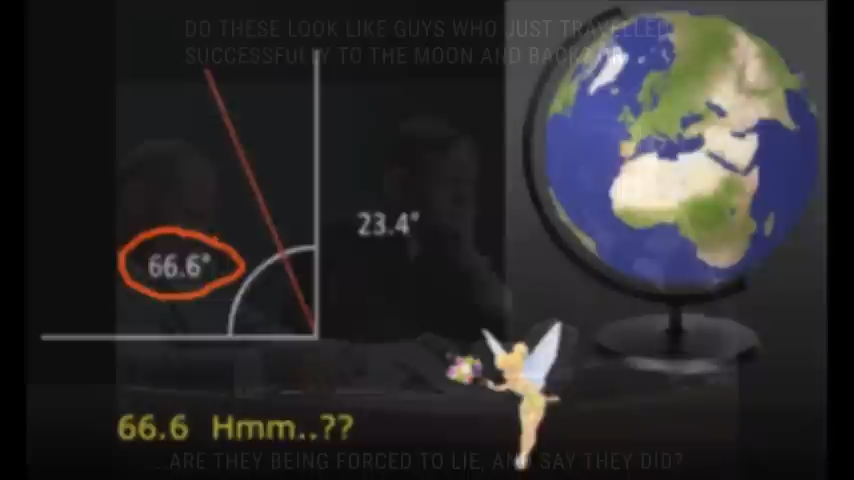 DO THESE LOOK LIKE GUYS WHO JUST TRAVELLED
SUCCESSFULLY TO THE MOON AND BACK?
23.4°
66.6°
66.6 Hmm..??
...ARE THEY BEING FORCED TO LIE, AND SAY THEY DID?